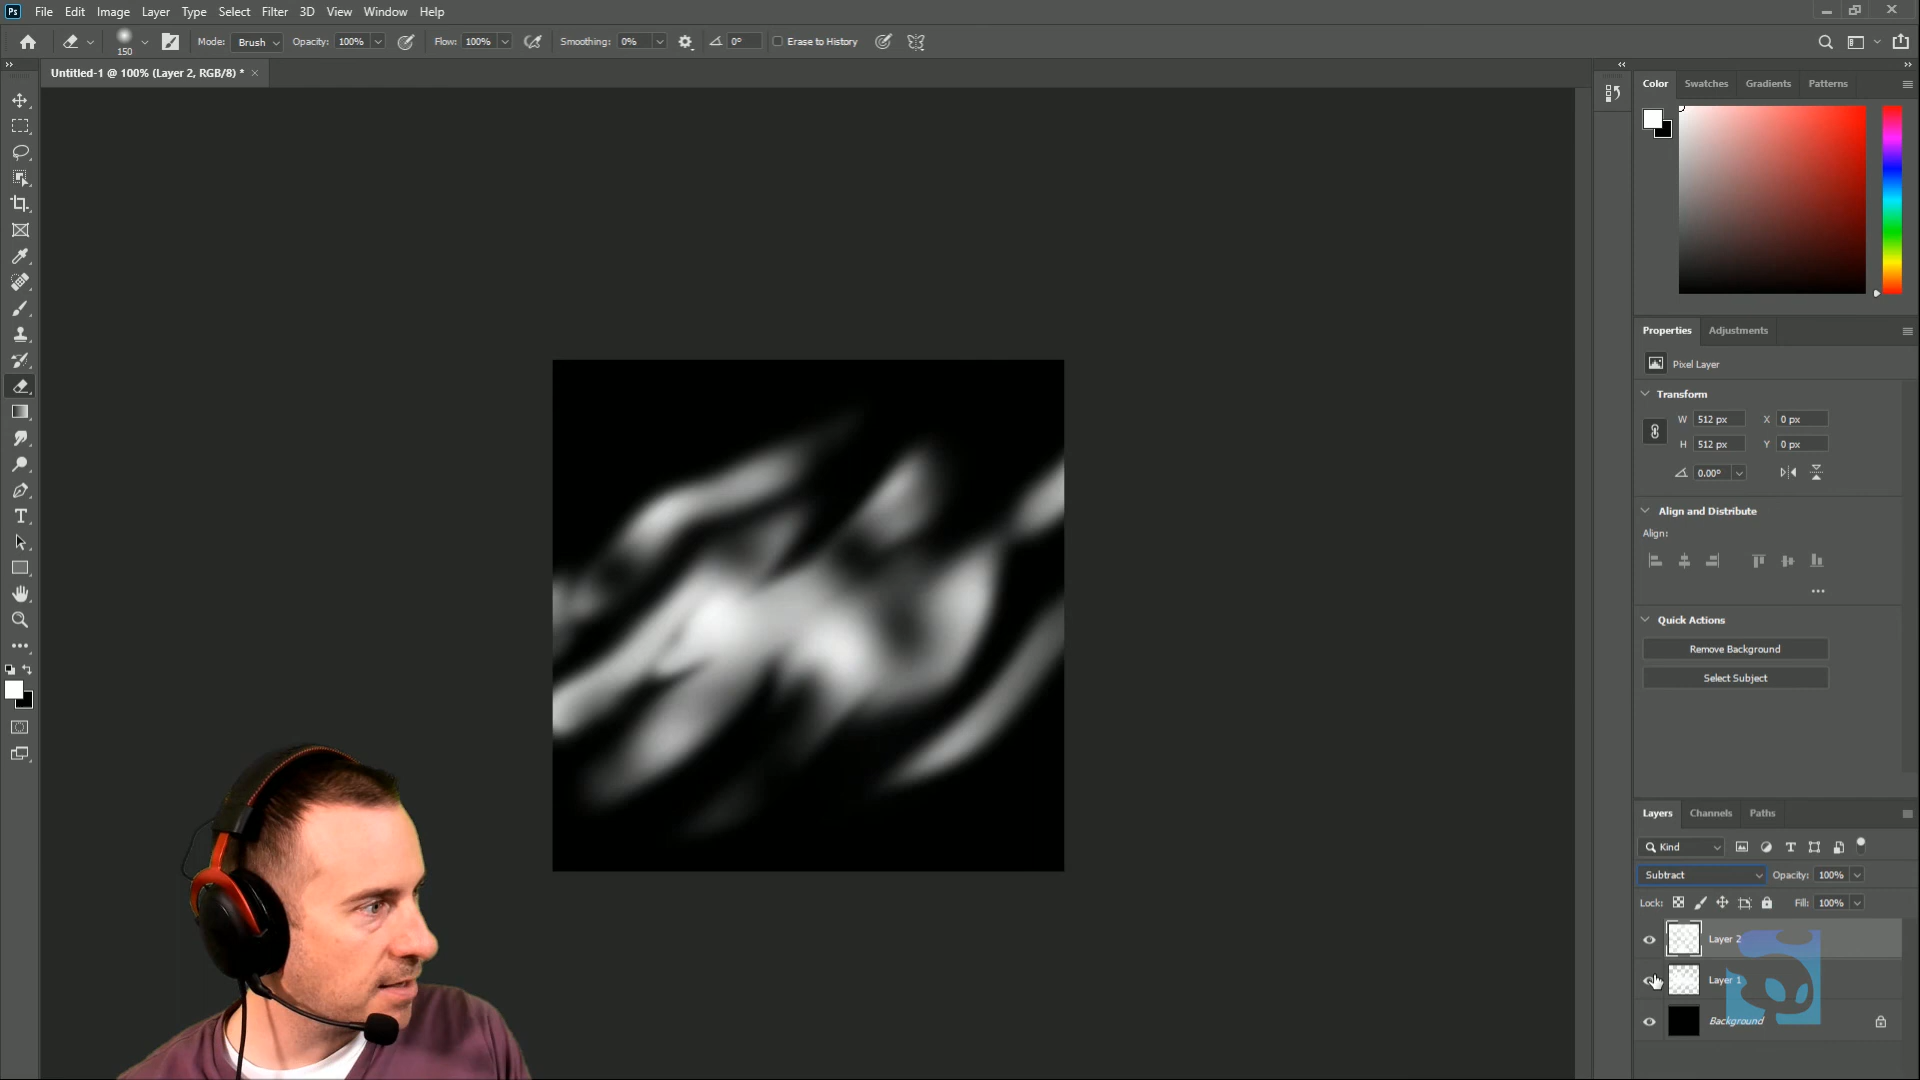 Ps File Edit Image Layer Type Select Filter 3D View Window Help
150 Mode: Brush Opacity: 100% Flow: 100% Smoothing: 0% 0° Erase to History
Untitled-1 @ 100% (Layer 2, RGB/8) *
Color Swatches Gradients Patterns
Properties Adjustments
Pixel Layer
Transform
W 512 px X 0 px
H 512 px Y 0 px
0.00°
Align and Distribute
Align:
Quick Actions
Remove Background
Select Subject
Layers Channels Paths
Kind
Subtract Opacity: 100%
Lock: Fill: 100%
Layer 2
Layer 1
Background